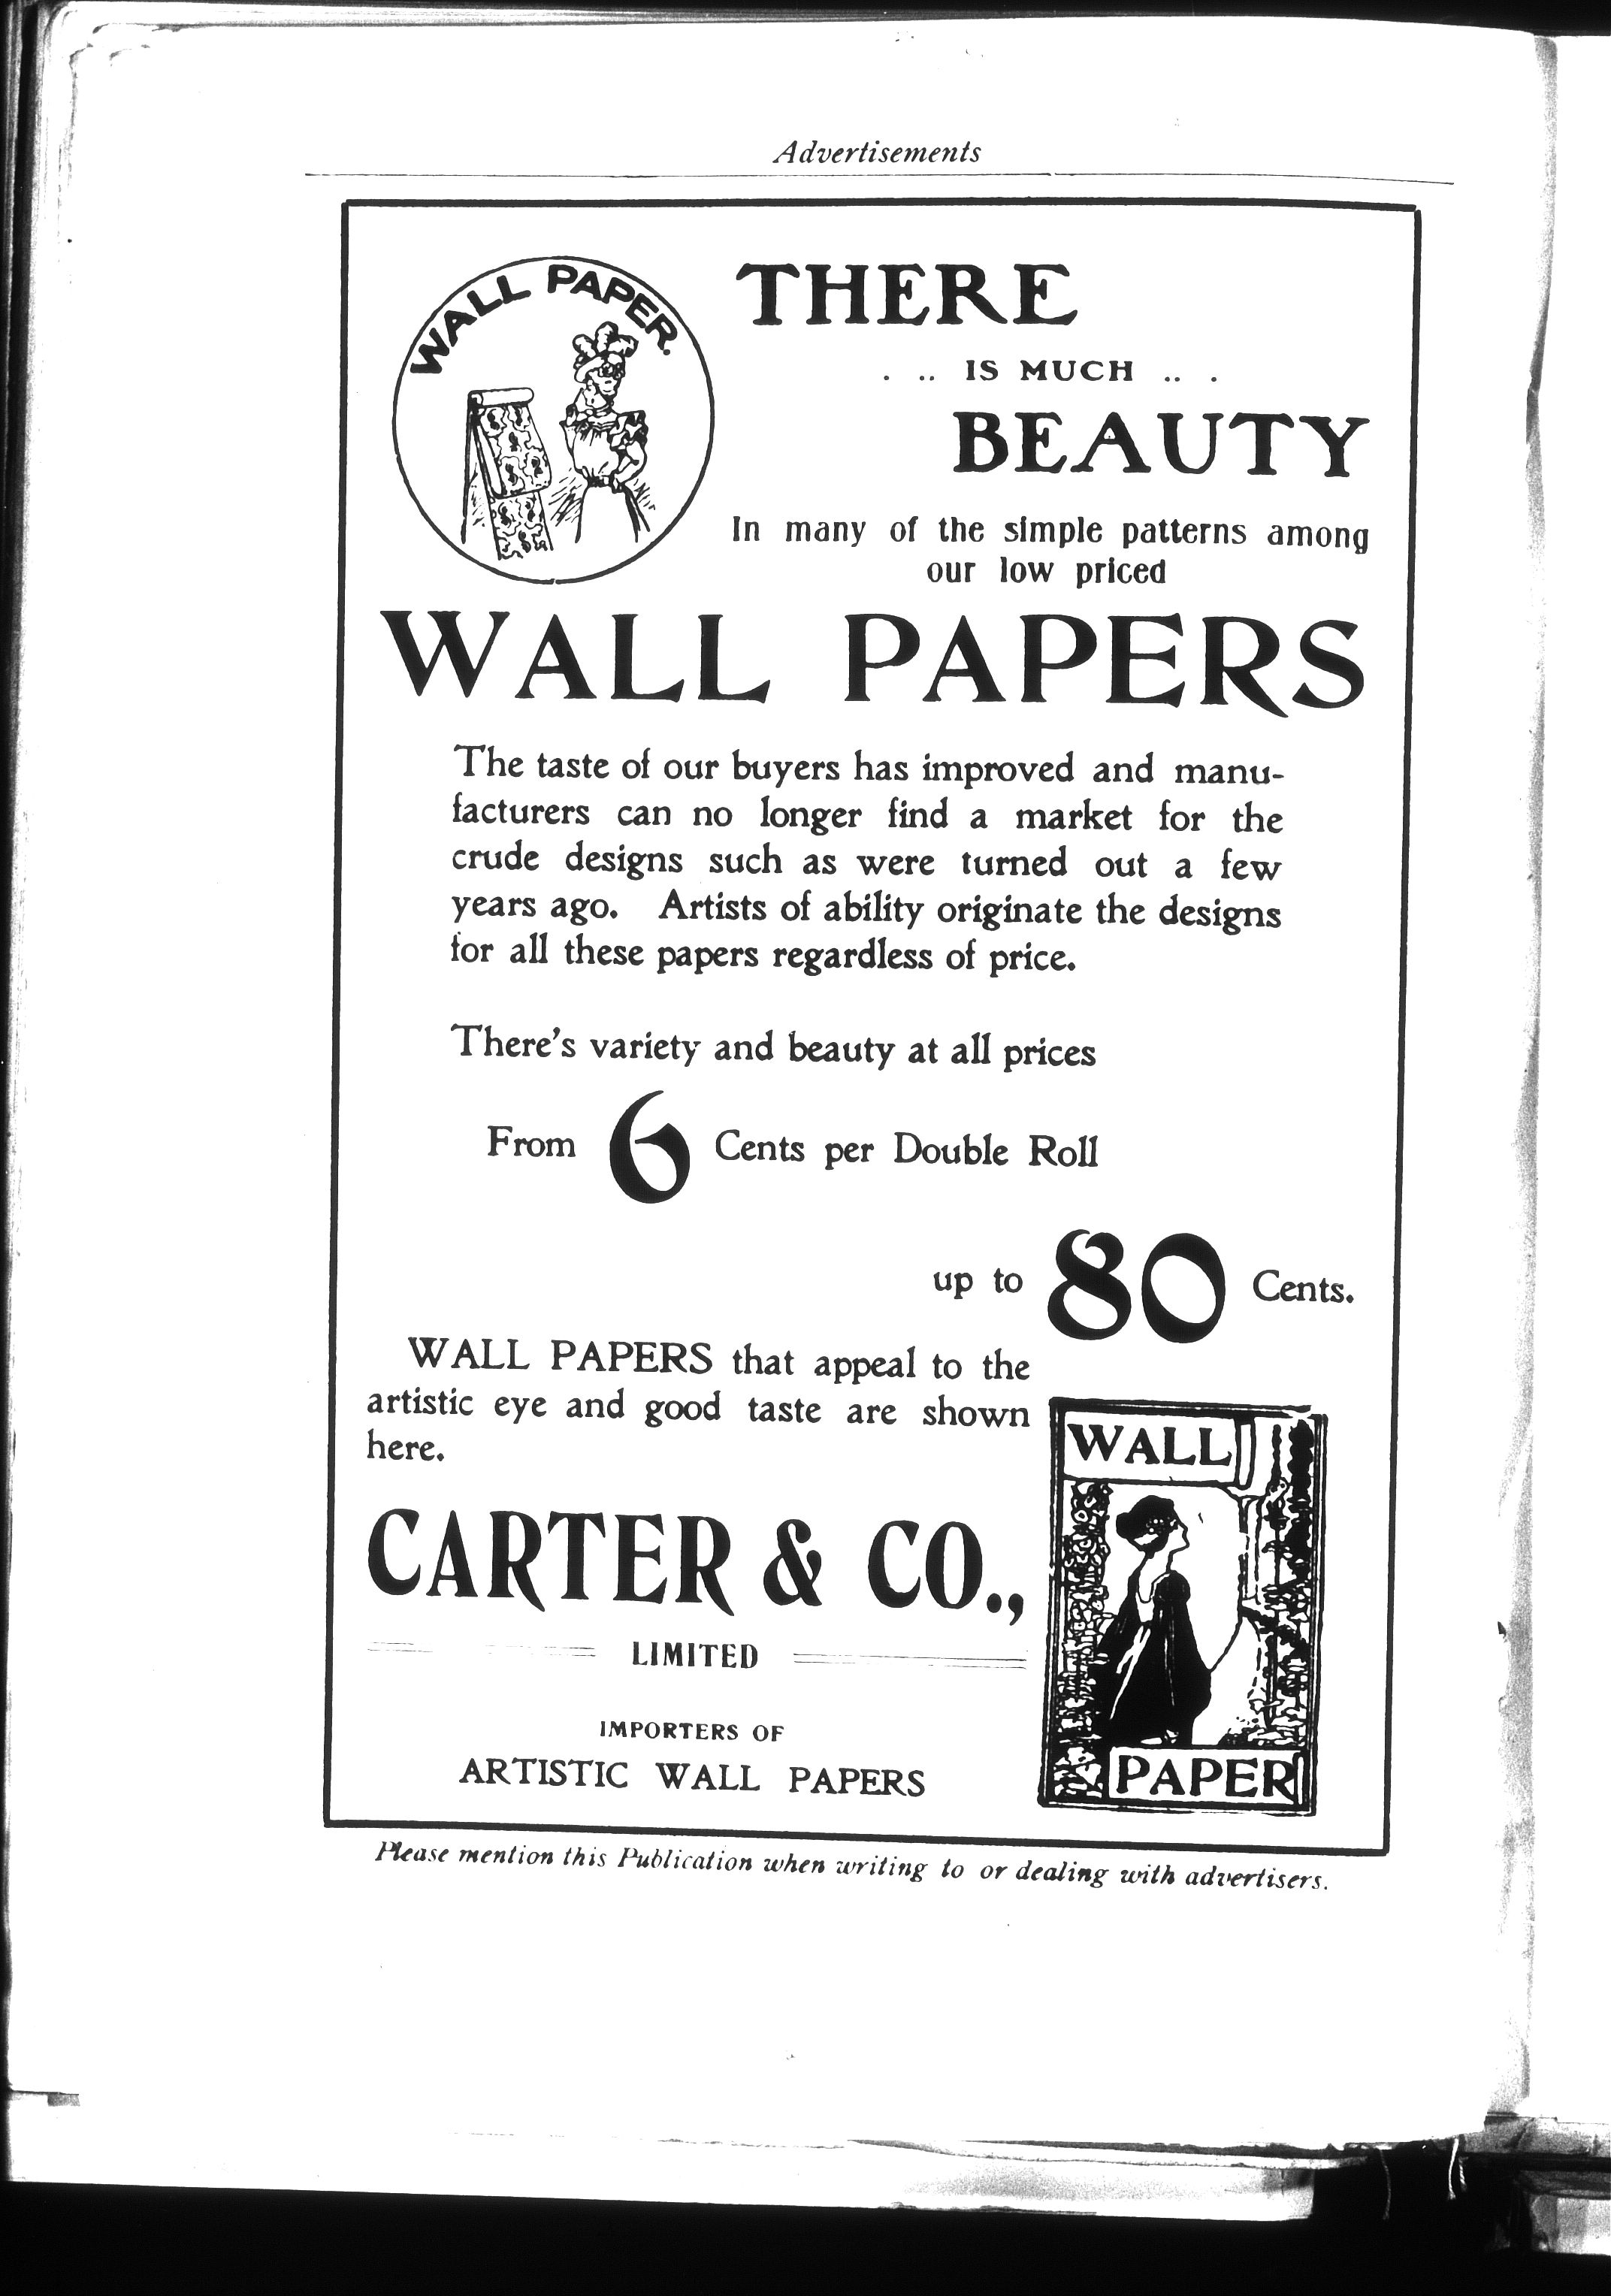 Advertisements
WALL PAPER.
THERE
. .. IS MUCH .. .
BEAUTY
In many of the simple patterns among
our low priced
WALL PAPERS
The taste of our buyers has improved and manu-
facturers can no longer find a market for the
crude designs such as were turned out a few
years ago. Artists of ability originate the designs
for all these papers regardless of price.
There's variety and beauty at all prices
From 6 Cents per Double Roll
up to 80 Cents.
WALL PAPERS that appeal to the
artistic eye and good taste are shown
here.
CARTER & CO.,
LIMITED
IMPORTERS OF
ARTISTIC WALL PAPERS
WALL
PAPER
Please mention this Publication when writing to or dealing with advertisers.